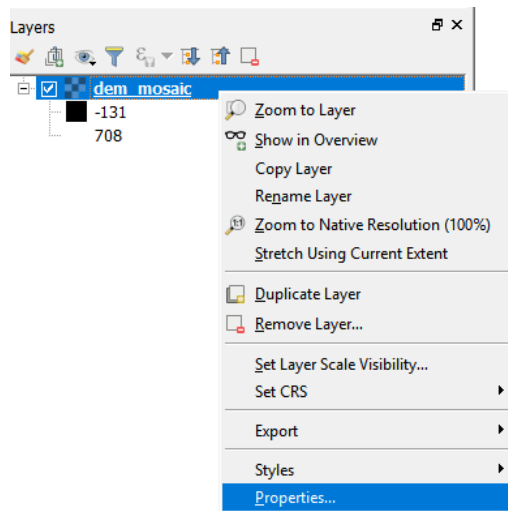 Layers
dem_mosaic
-131
708
Zoom to Layer
Show in Overview
Copy Layer
Rename Layer
Zoom to Native Resolution (100%)
Stretch Using Current Extent
Duplicate Layer
Remove Layer...
Set Layer Scale Visibility...
Set CRS
Export
Styles
Properties...